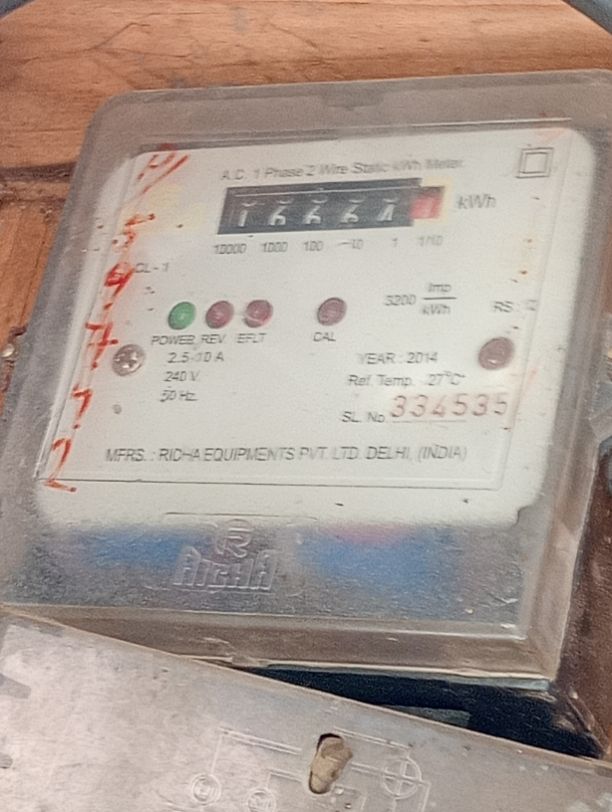 A.C. 1 Phase 2 Wire Static kWh Meter
kWh
10000 1000 100 10 1 1/10
CL - 1
3200 Imp/kWh
POWER REV EFLT CAL
2.5-10 A
240 V
50 Hz
YEAR : 2014
Ref. Temp. 27°C
SL. No. 334535
MFRS. : RIDHA EQUIPMENTS PVT. LTD. DELHI, (INDIA)